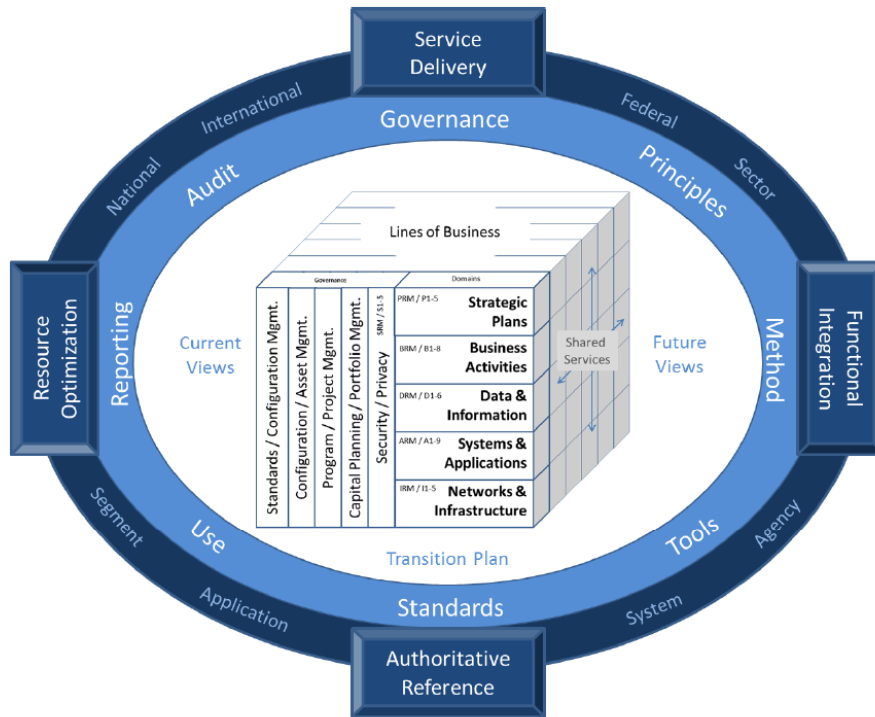 Service
Delivery
International
Federal
Governance
National
Sector
Audit
Principles
Lines of Business
Governance
Domains
Resource
Optimization
Reporting
Current
Views
Standards / Configuration Mgmt.
Configuration / Asset Mgmt.
Program / Project Mgmt.
Capital Planning / Portfolio Mgmt.
Security / Privacy
SRM / S1-5
PRM / P1-5
Strategic
Plans
BRM / B1-8
Business
Activities
DRM / D1-6
Data &
Information
ARM / A1-9
Systems &
Applications
IRM / I1-5
Networks &
Infrastructure
Shared
Services
Future
Views
Method
Functional
Integration
Segment
Use
Transition Plan
Tools
Agency
Application
Standards
System
Authoritative
Reference